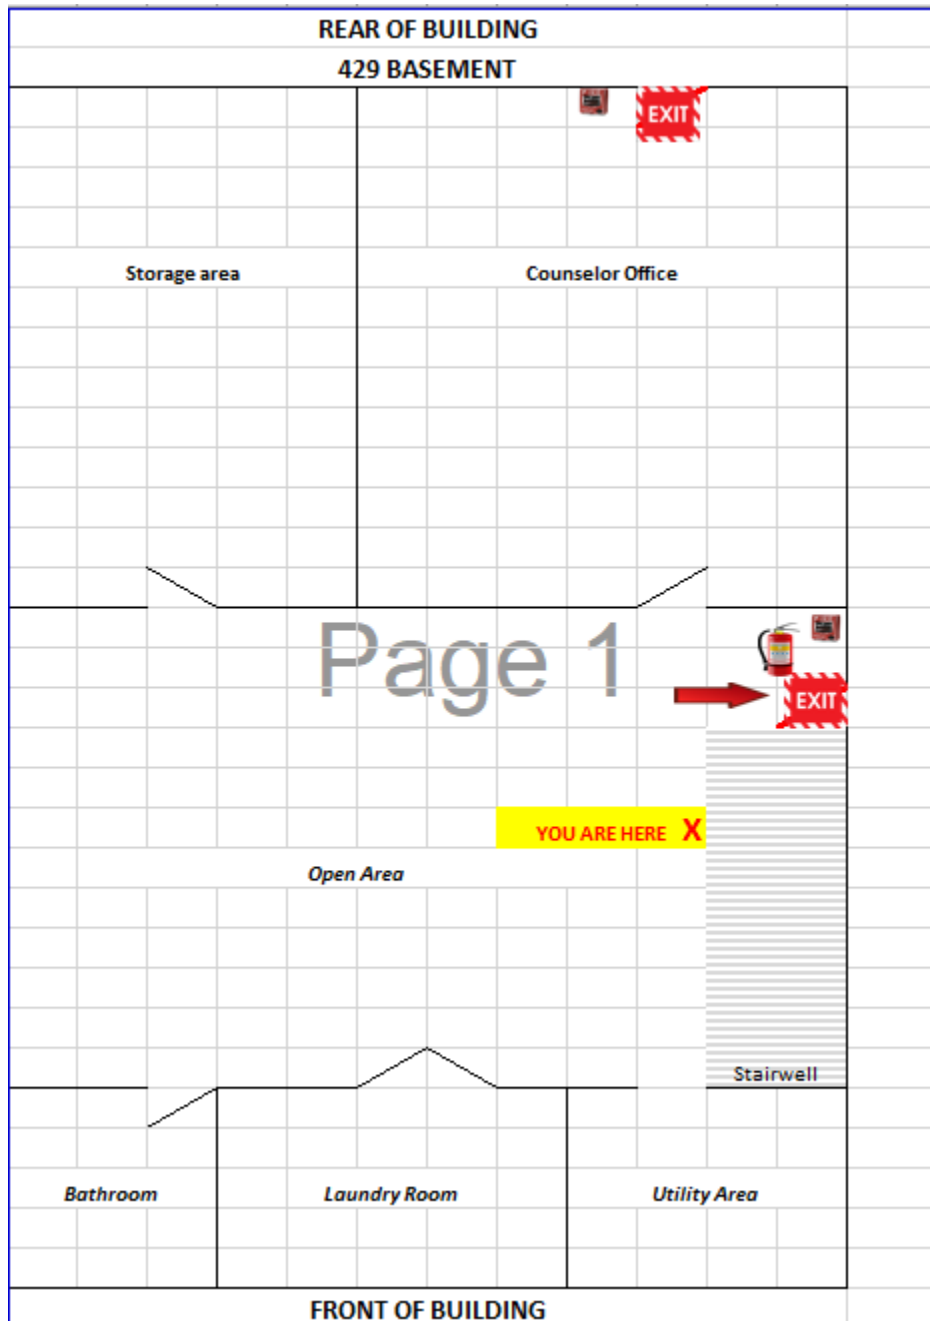 REAR OF BUILDING
429 BASEMENT
EXIT
Storage area
Counselor Office
Page 1
EXIT
YOU ARE HERE X
Open Area
Stairwell
Bathroom
Laundry Room
Utility Area
FRONT OF BUILDING